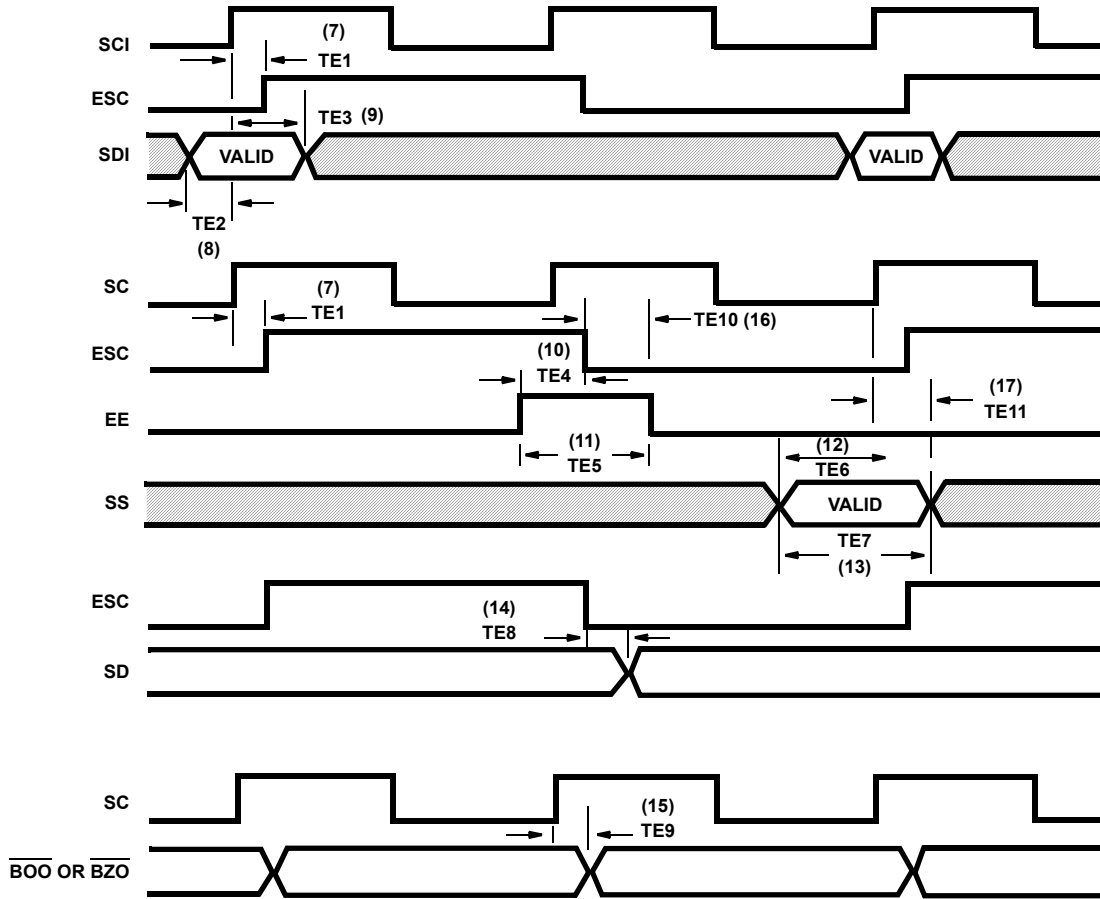 SCI
(7)
TE1
ESC
TE3 (9)
SDI
VALID
VALID
TE2
(8)
SC
(7)
TE1
TE10 (16)
ESC
(10)
TE4
(17)
TE11
EE
(11)
TE5
(12)
TE6
SS
VALID
TE7
(13)
ESC
(14)
TE8
SD
SC
(15)
TE9
B̅O̅O̅ OR B̅Z̅O̅